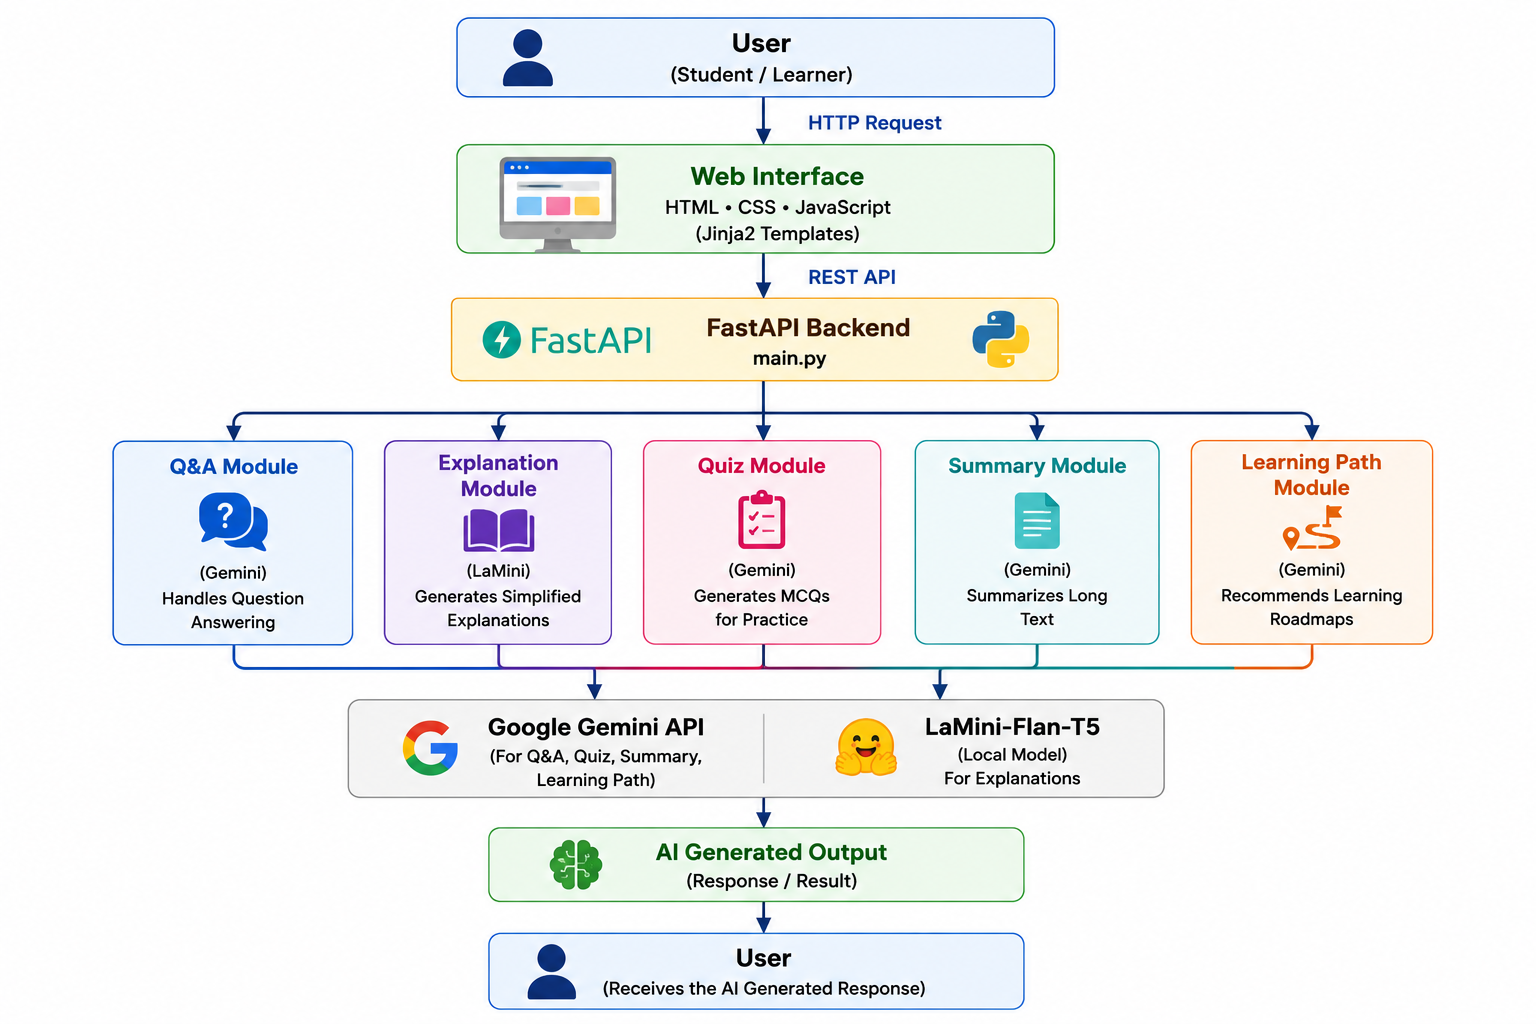 User
(Student / Learner)
HTTP Request
Web Interface
HTML • CSS • JavaScript
(Jinja2 Templates)
REST API
FastAPI
FastAPI Backend
main.py
Q&A Module
?
(Gemini)
Handles Question
Answering
Explanation
Module
(LaMini)
Generates Simplified
Explanations
Quiz Module
(Gemini)
Generates MCQs
for Practice
Summary Module
(Gemini)
Summarizes Long
Text
Learning Path
Module
(Gemini)
Recommends Learning
Roadmaps
G
Google Gemini API
(For Q&A, Quiz, Summary,
Learning Path)
LaMini-Flan-T5
(Local Model)
For Explanations
AI Generated Output
(Response / Result)
User
(Receives the AI Generated Response)